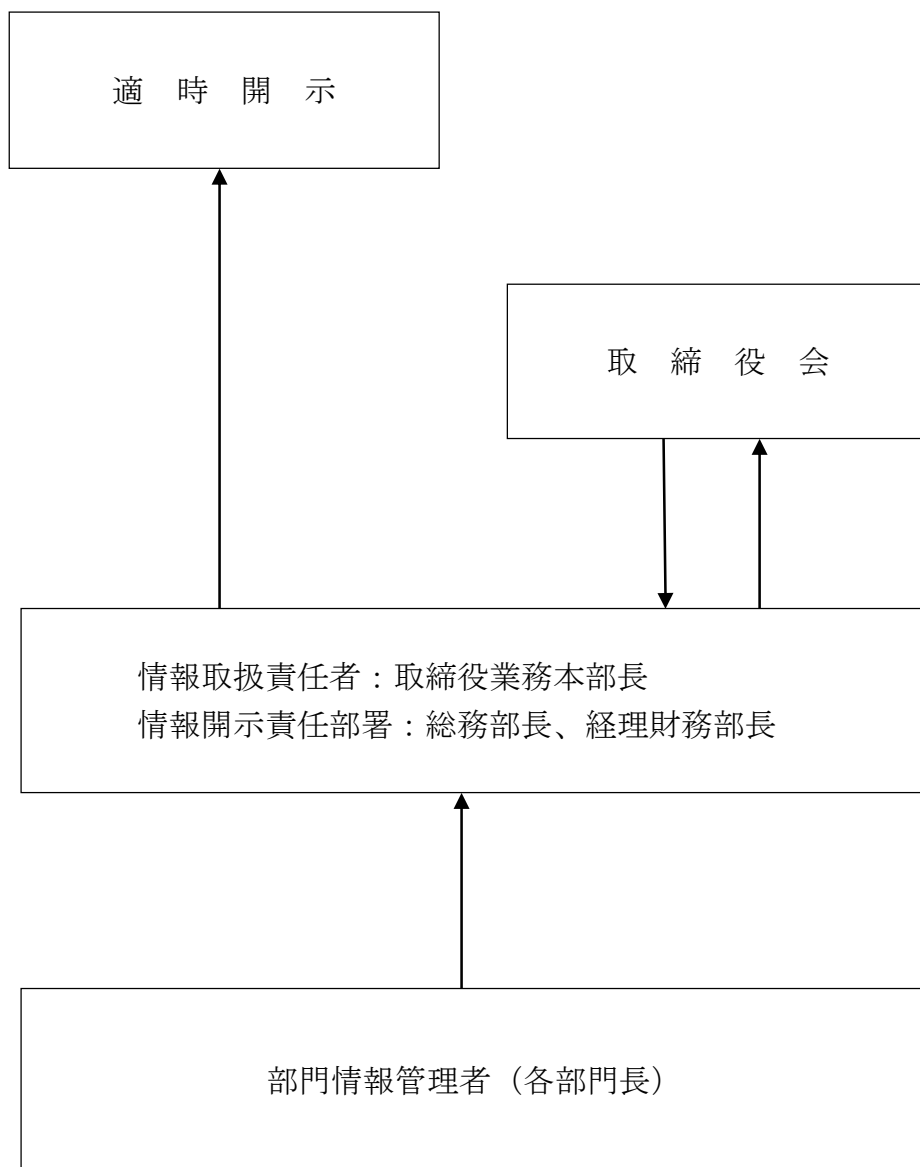 適　時　開　示
取　締　役　会
情報取扱責任者：取締役業務本部長
情報開示責任部署：総務部長、経理財務部長
部門情報管理者（各部門長）